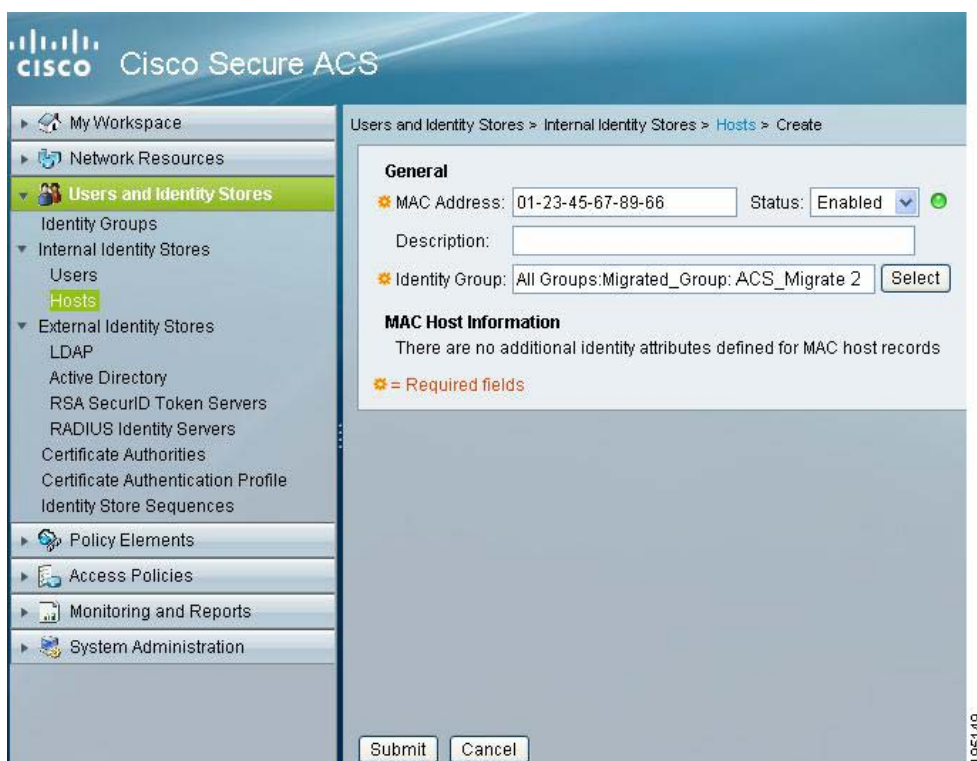 CISCO Cisco Secure ACS
My Workspace
Network Resources
Users and Identity Stores
Identity Groups
Internal Identity Stores
Users
Hosts
External Identity Stores
LDAP
Active Directory
RSA SecurID Token Servers
RADIUS Identity Servers
Certificate Authorities
Certificate Authentication Profile
Identity Store Sequences
Policy Elements
Access Policies
Monitoring and Reports
System Administration
Users and Identity Stores > Internal Identity Stores > Hosts > Create
General
MAC Address: 01-23-45-67-89-66 Status: Enabled
Description:
Identity Group: All Groups:Migrated_Group: ACS_Migrate 2 Select
MAC Host Information
There are no additional identity attributes defined for MAC host records
= Required fields
Submit Cancel